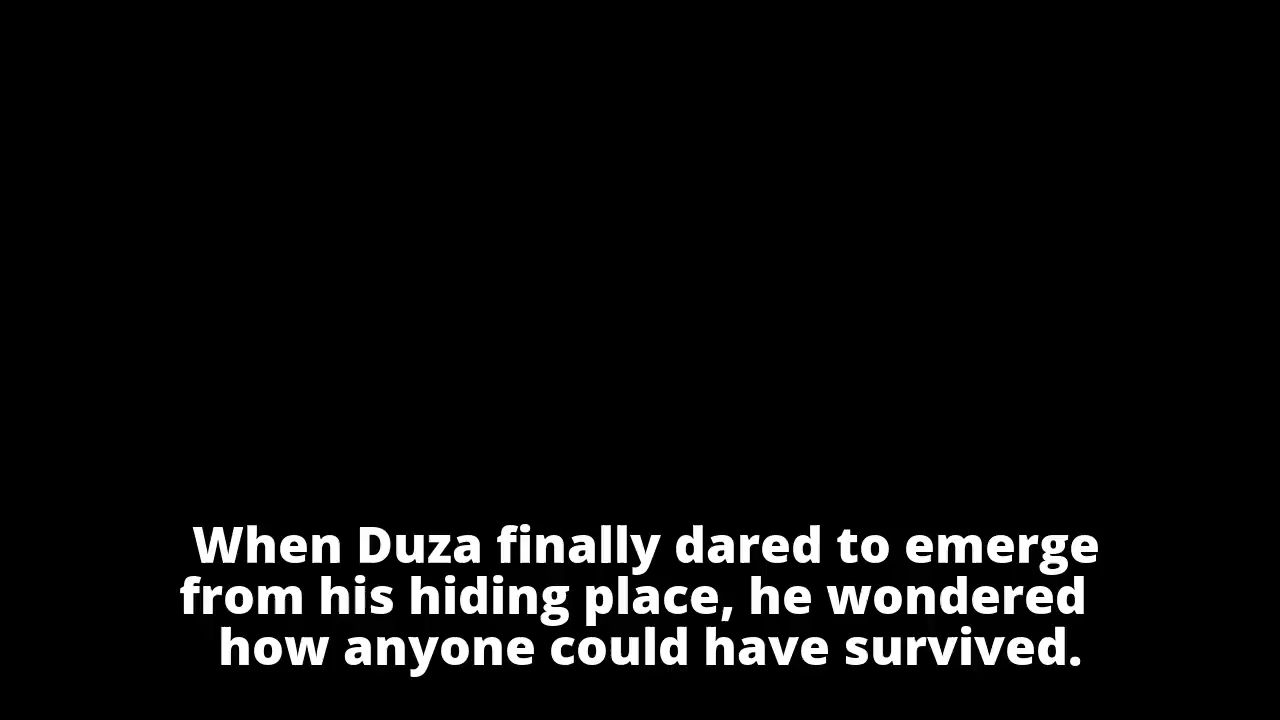 When Duza finally dared to emerge
from his hiding place, he wondered
how anyone could have survived.